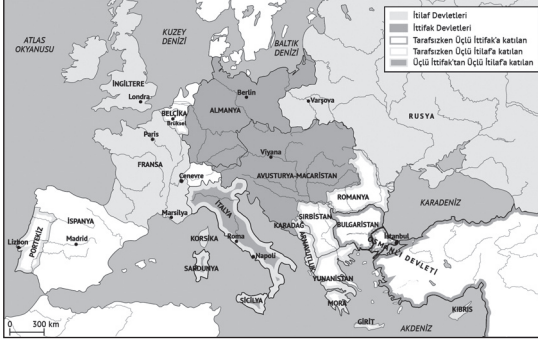 İtilaf Devletleri
İttifak Devletleri
Tarafsızken Üçlü İttifak'a katılan
Tarafsızken Üçlü İtilaf'a katılan
Üçlü İttifak'tan Üçlü İtilaf'a katılan
ATLAS
OKYANUSU
KUZEY
DENİZİ
BALTIK
DENİZİ
İNGİLTERE
Londra
Berlin
ALMANYA
Varşova
RUSYA
BELÇİKA
Brüksel
Paris
FRANSA
Viyana
AVUSTURYA-MACARİSTAN
Cenevre
ROMANYA
KARADENİZ
Marsilya
İTALYA
SIRBİSTAN
KARADAĞ
BULGARİSTAN
İSPANYA
PORTEKİZ
Lizbon
Madrid
KORSİKA
Roma
Napoli
ARNAVUTLUK
İstanbul
OSMANLI DEVLETİ
SARDUNYA
YUNANİSTAN
SİCİLYA
MORA
GİRİT
KIBRIS
AKDENİZ
0 300 km